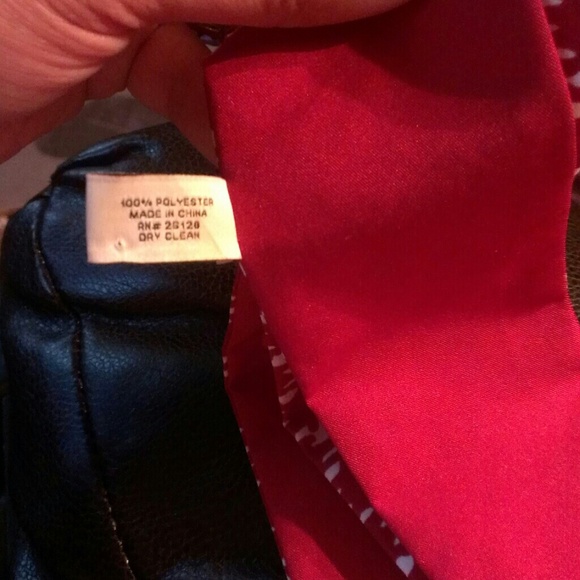 100% POLYESTER
MADE IN CHINA
RN# 26128
DRY CLEAN